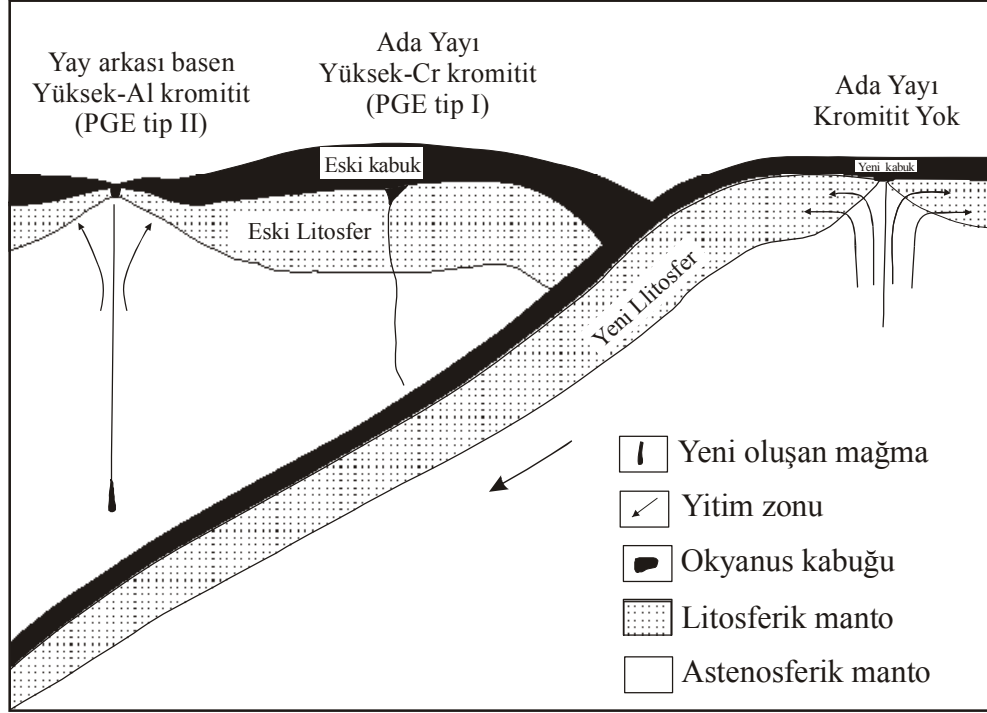 Yay arkası basen
Yüksek-Al kromitit
(PGE tip II)
Ada Yayı
Yüksek-Cr kromitit
(PGE tip I)
Ada Yayı
Kromitit Yok
Eski kabuk
Yeni kabuk
Eski Litosfer
Yeni Llitosfer
Yeni oluşan mağma
Yitim zonu
Okyanus kabuğu
Litosferik manto
Astenosferik manto